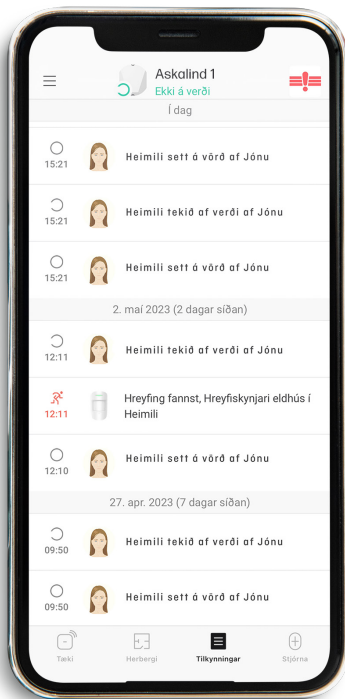 Askalind 1
Ekki á verði
Í dag
15:21
Heimili sett á vörð af Jónu
15:21
Heimili tekið af verði af Jónu
15:21
Heimili sett á vörð af Jónu
2. maí 2023 (2 dagar síðan)
12:11
Heimili tekið af verði af Jónu
12:11
Hreyfing fannst, Hreyfiskynjari eldhús í
Heimili
12:10
Heimili sett á vörð af Jónu
27. apr. 2023 (7 dagar síðan)
09:50
Heimili tekið af verði af Jónu
09:50
Heimili sett á vörð af Jónu
Tæki
Herbergi
Tilkynningar
Stjórna